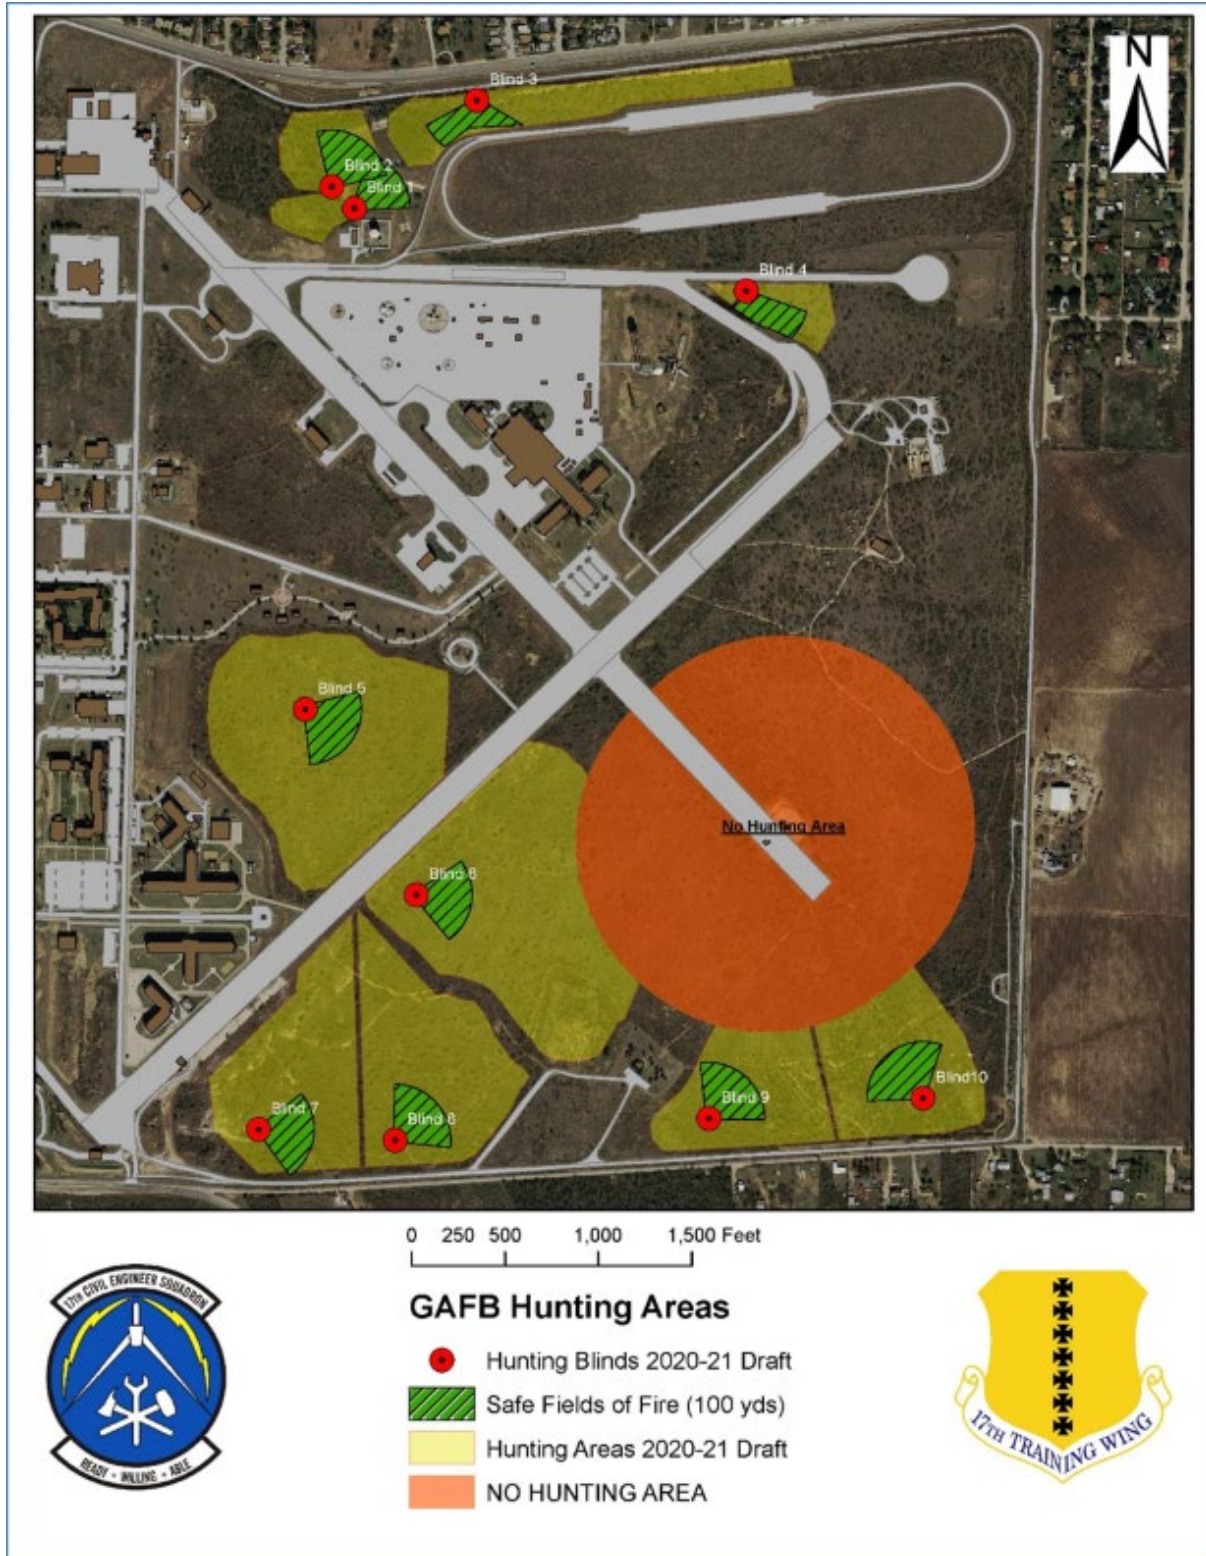 N
Blind 3
Blind 2
Blind 1
Blind 4
Blind 5
No Hunting Area
Blind 6
Blind 7
Blind 8
Blind 9
Blind10
0 250 500 1,000 1,500 Feet
GAFB Hunting Areas
Hunting Blinds 2020-21 Draft
Safe Fields of Fire (100 yds)
Hunting Areas 2020-21 Draft
NO HUNTING AREA
17TH CIVIL ENGINEER SQUADRON
READY • WILLING • ABLE
17TH TRAINING WING